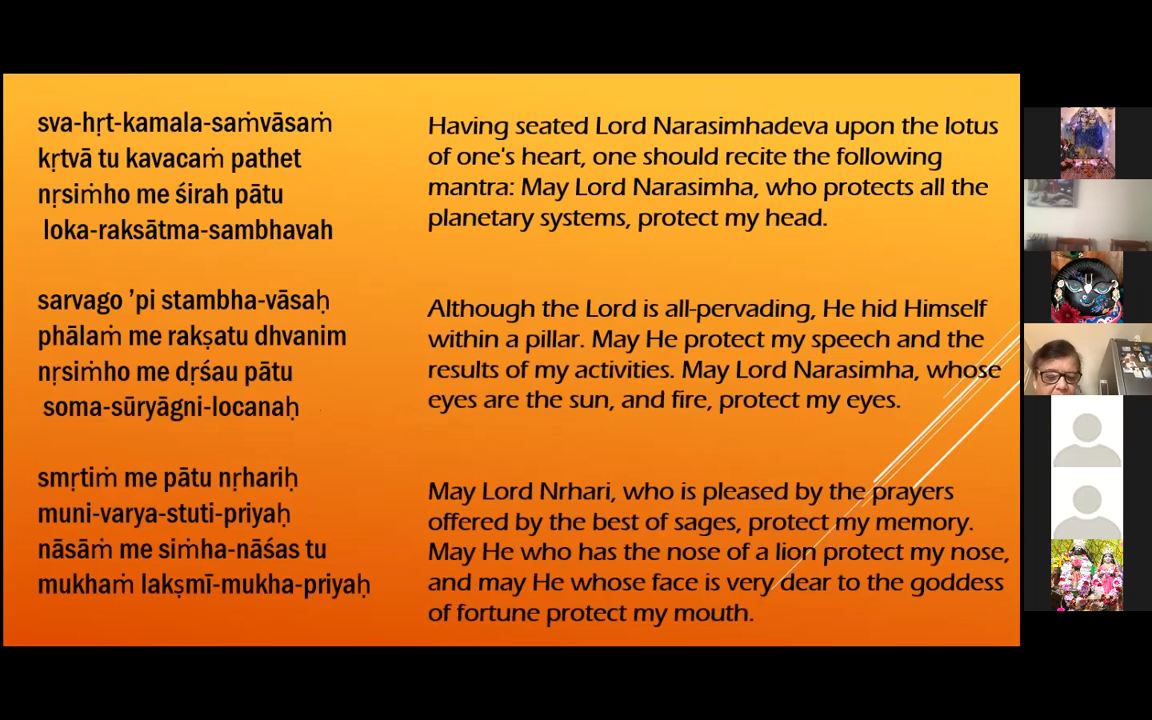 sva-hṛt-kamala-saṁvāsaṁ
kṛtvā tu kavacaṁ pathet
nṛsiṁho me śirah pātu
loka-raksātma-sambhavah
sarvago ’pi stambha-vāsaḥ
phālaṁ me rakṣatu dhvanim
nṛsiṁho me dṛśau pātu
soma-sūryāgni-locanaḥ
smṛtiṁ me pātu nṛhariḥ
muni-varya-stuti-priyaḥ
nāsāṁ me siṁha-nāśas tu
mukhaṁ lakṣmī-mukha-priyaḥ
Having seated Lord Narasimhadeva upon the lotus
of one's heart, one should recite the following
mantra: May Lord Narasimha, who protects all the
planetary systems, protect my head.
Although the Lord is all-pervading, He hid Himself
within a pillar. May He protect my speech and the
results of my activities. May Lord Narasimha, whose
eyes are the sun, and fire, protect my eyes.
May Lord Nrhari, who is pleased by the prayers
offered by the best of sages, protect my memory.
May He who has the nose of a lion protect my nose,
and may He whose face is very dear to the goddess
of fortune protect my mouth.